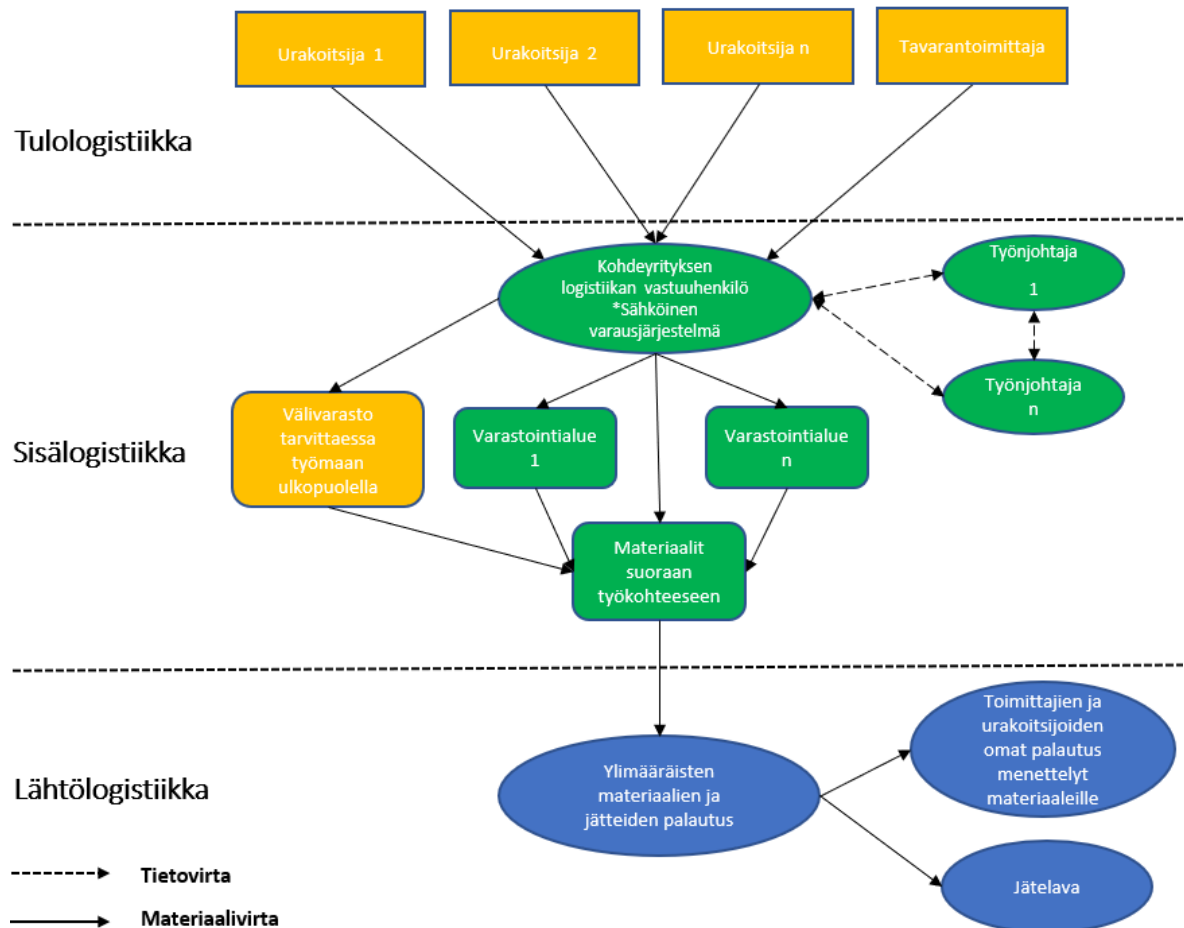 Urakoitsija 1
Urakoitsija 2
Urakoitsija n
Tavarantoimittaja
Tulologistiikka
Kohdeyrityksen
logistiikan vastuuhenkilö
*Sähköinen
varausjärjestelmä
Työnjohtaja
1
Työnjohtaja
n
Sisälogistiikka
Välivarasto
tarvittaessa
työmaan
ulkopuolella
Varastointialue
1
Varastointialue
n
Materiaalit
suoraan
työkohteeseen
Lähtölogistiikka
Ylimääräisten
materiaalien ja
jätteiden palautus
Toimittajien ja
urakoitsijoiden
omat palautus
menettelyt
materiaaleille
Jätelava
Tietovirta
Materiaalivirta